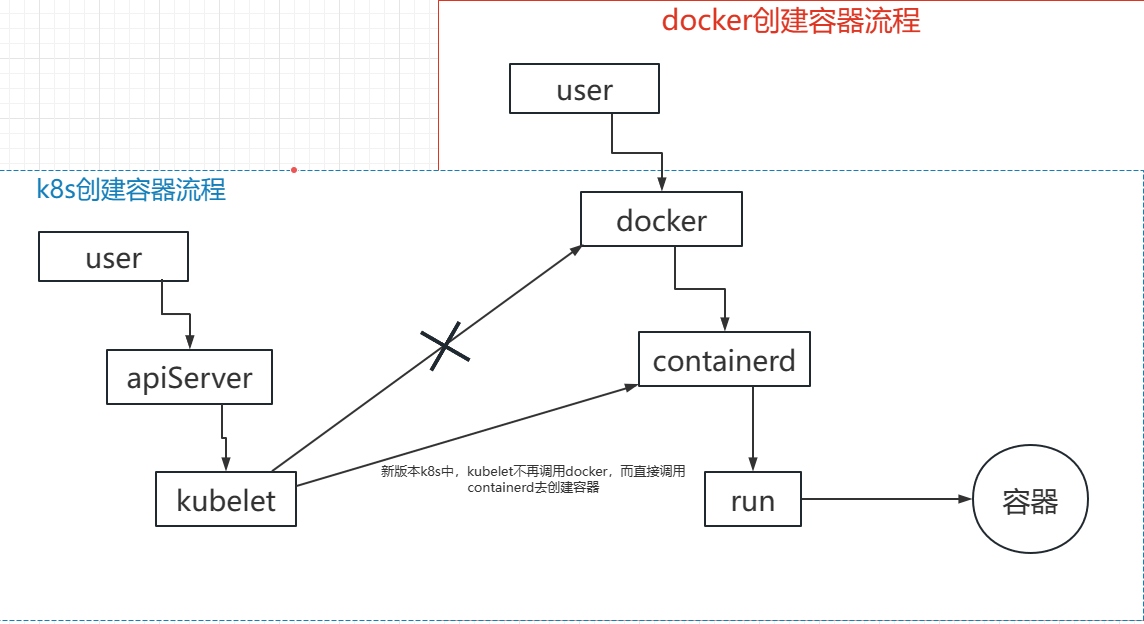 docker创建容器流程
user
k8s创建容器流程
docker
user
containerd
apiServer
新版本k8s中，kubelet不再调用docker，而直接调用
containerd去创建容器
kubelet
run
容器